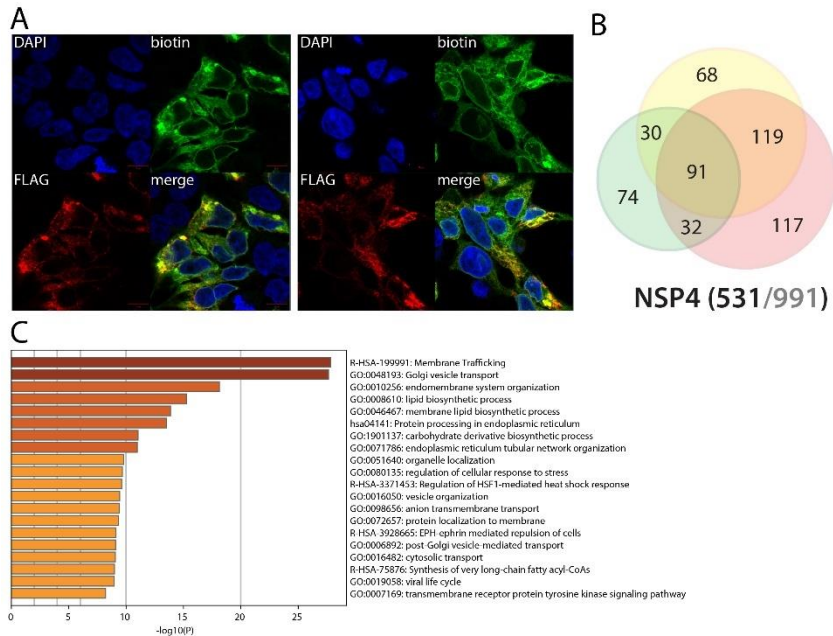 A
DAPI biotin DAPI biotin
FLAG merge FLAG merge
B
68
30 119
91
74
32 117
NSP4 (531/991)
C
R-HSA-199991: Membrane Trafficking
GO:0048193: Golgi vesicle transport
GO:0010256: endomembrane system organization
GO:0008610: lipid biosynthetic process
GO:0046467: membrane lipid biosynthetic process
hsa04141: Protein processing in endoplasmic reticulum
GO:1901137: carbohydrate derivative biosynthetic process
GO:0071786: endoplasmic reticulum tubular network organization
GO:0051640: organelle localization
GO:0080135: regulation of cellular response to stress
R-HSA-3371453: Regulation of HSF1-mediated heat shock response
GO:0016050: vesicle organization
GO:0098656: anion transmembrane transport
GO:0072657: protein localization to membrane
R-HSA-3928665: EPH-ephrin mediated repulsion of cells
GO:0006892: post-Golgi vesicle-mediated transport
GO:0016482: cytosolic transport
R-HSA-75876: Synthesis of very long-chain fatty acyl-CoAs
GO:0019058: viral life cycle
GO:0007169: transmembrane receptor protein tyrosine kinase signaling pathway
0 5 10 15 20 25
-log10(P)